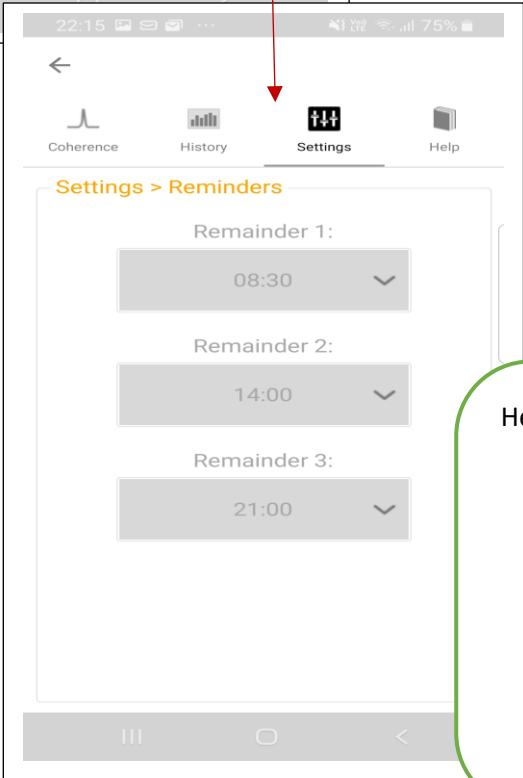 22:15 ... 75%
Coherence History Settings Help
Settings > Reminders
Remainder 1:
08:30
Remainder 2:
14:00
Remainder 3:
21:00